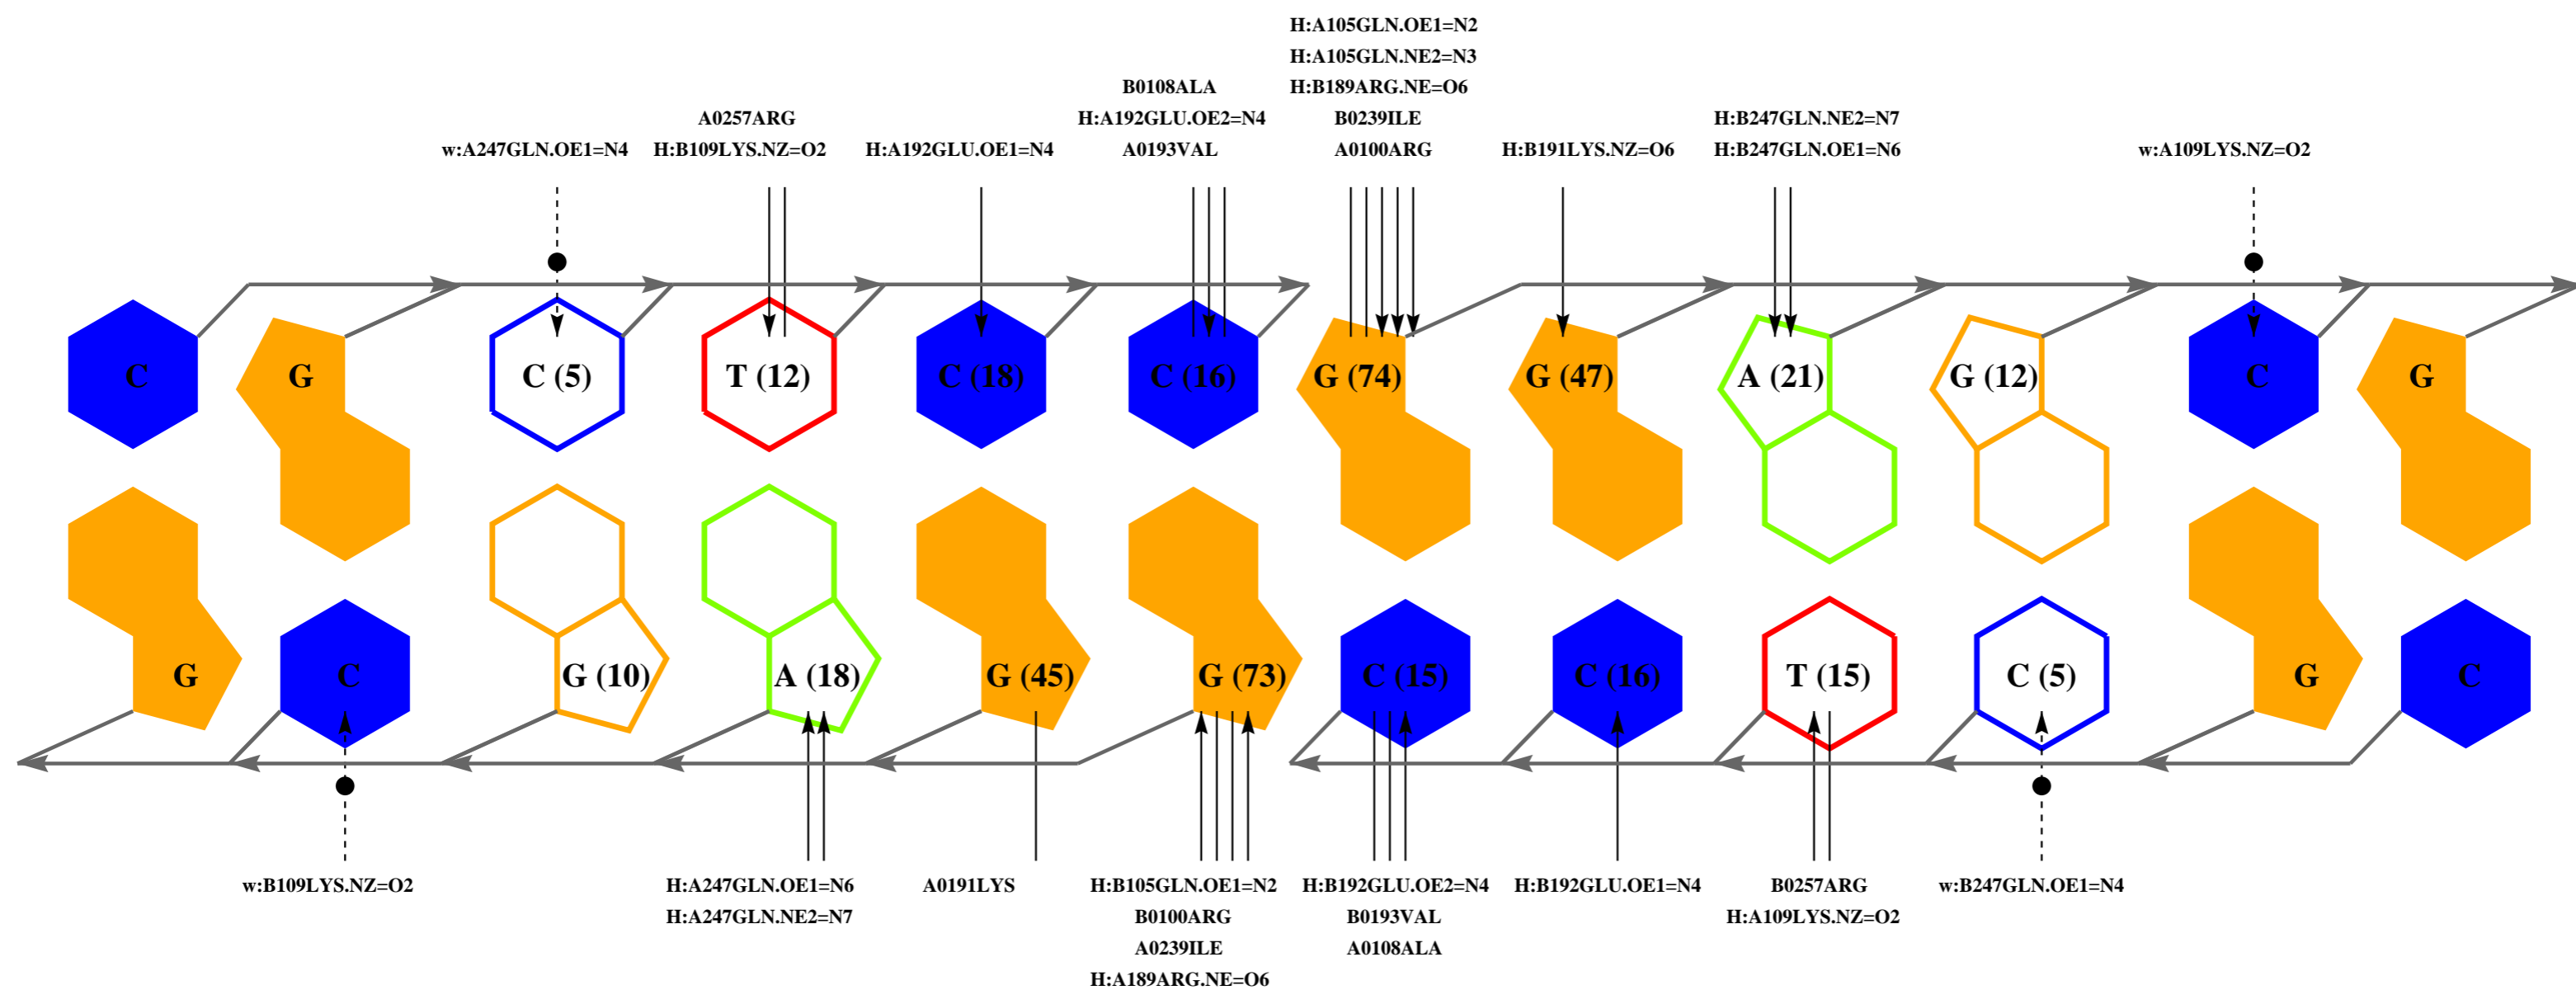 H:A105GLN.OE1=N2
H:A105GLN.NE2=N3
B0108ALA H:B189ARG.NE=O6
A0257ARG H:A192GLU.OE2=N4 B0239ILE H:B247GLN.NE2=N7
w:A247GLN.OE1=N4 H:B109LYS.NZ=O2 H:A192GLU.OE1=N4 A0193VAL A0100ARG H:B191LYS.NZ=O6 H:B247GLN.OE1=N6 w:A109LYS.NZ=O2
C G C (5) T (12) C (18) C (16) G (74) G (47) A (21) G (12) C G
G C G (10) A (18) G (45) G (73) C (15) C (16) T (15) C (5) G C
w:B109LYS.NZ=O2 H:A247GLN.OE1=N6 A0191LYS H:B105GLN.OE1=N2 H:B192GLU.OE2=N4 H:B192GLU.OE1=N4 B0257ARG w:B247GLN.OE1=N4
H:A247GLN.NE2=N7 B0100ARG B0193VAL H:A109LYS.NZ=O2
A0239ILE A0108ALA
H:A189ARG.NE=O6